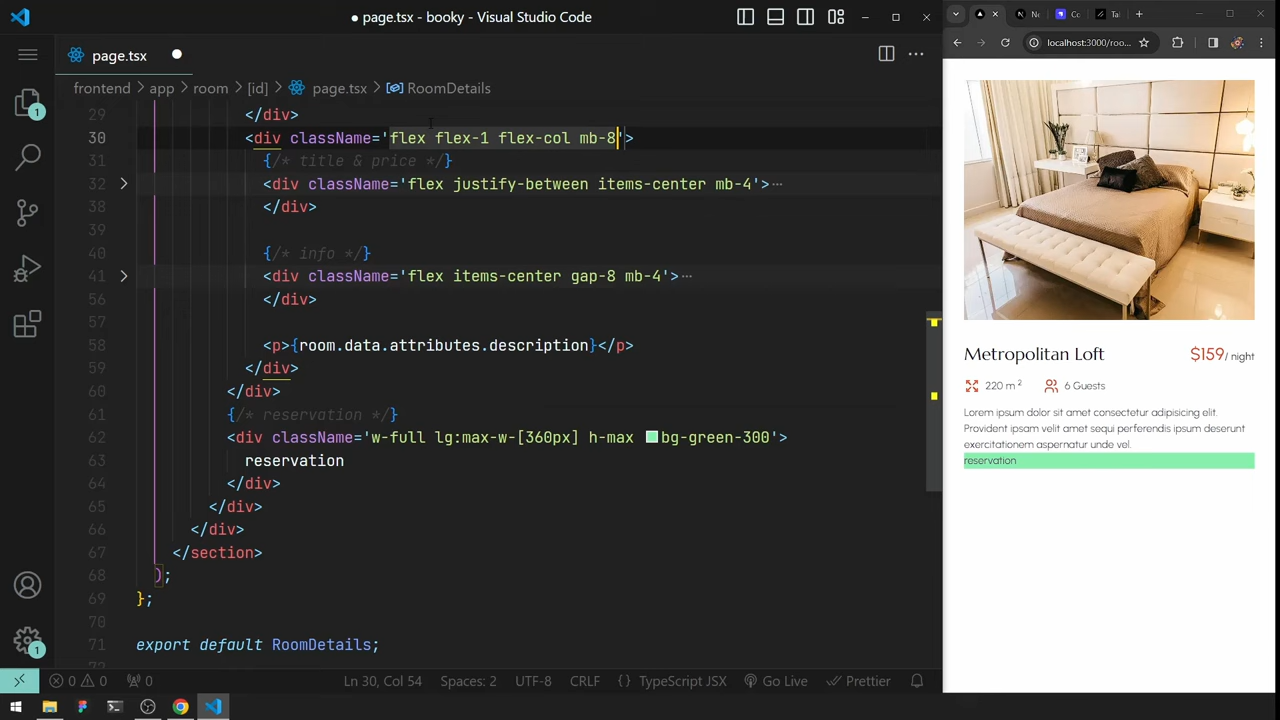 ● page.tsx - booky - Visual Studio Code
page.tsx
frontend > app > room > [id] > page.tsx > RoomDetails
29 </div>
30 <div className='flex flex-1 flex-col mb-8'>
31 {/* title & price */}
32 <div className='flex justify-between items-center mb-4'>…
38 </div>
39
40 {/* info */}
41 <div className='flex items-center gap-8 mb-4'>…
56 </div>
57
58 <p>{room.data.attributes.description}</p>
59 </div>
60 </div>
61 {/* reservation */}
62 <div className='w-full lg:max-w-[360px] h-max bg-green-300'>
63 reservation
64 </div>
65 </div>
66 </div>
67 </section>
68 );
69 };
70
71 export default RoomDetails;
1
1
0 0 0
Ln 30, Col 54
Spaces: 2
UTF-8
CRLF
{} TypeScript JSX
Go Live
Prettier
localhost:3000/roo...
Metropolitan Loft
$159/ night
220 m 2
6 Guests
Lorem ipsum dolor sit amet consectetur adipisicing elit.
Provident ipsam velit amet sequi perferendis ipsum deserunt
exercitationem aspernatur unde vel.
reservation